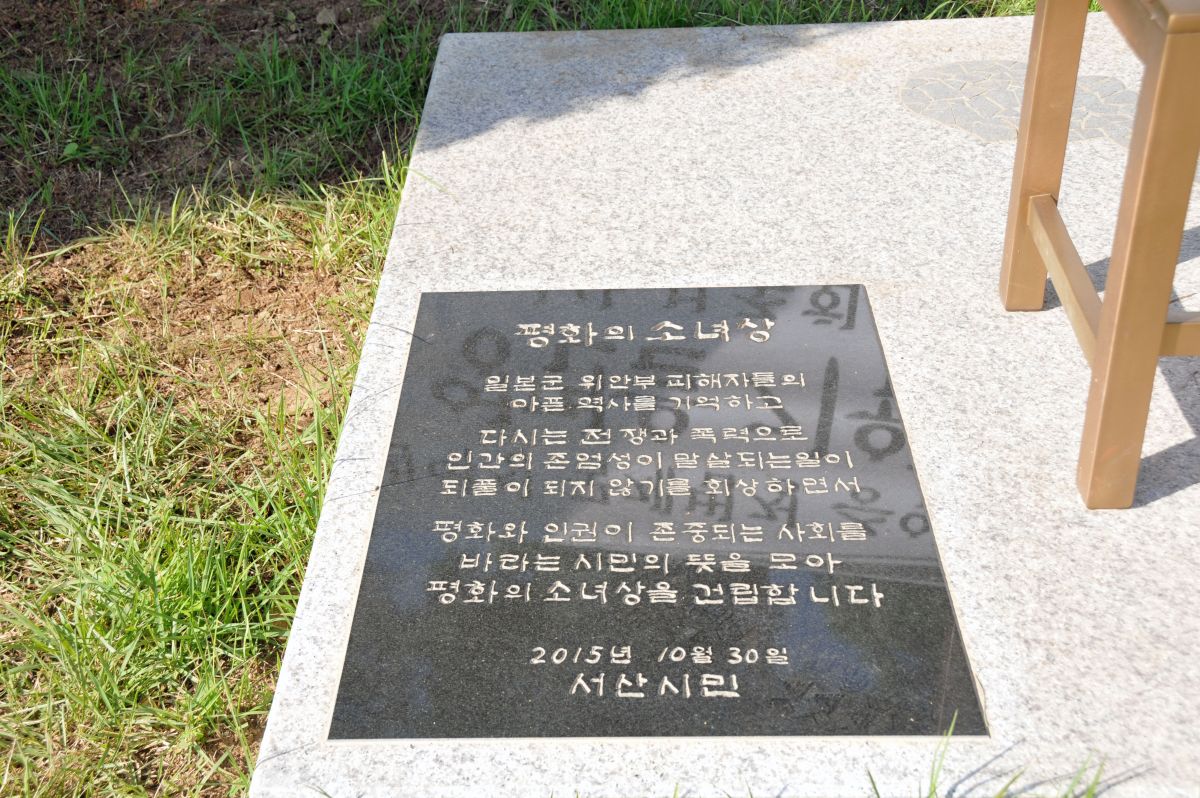 평화의 소녀상
일본군 위안부 피해자들의
아픈 역사를 기억하고
다시는 전쟁과 폭력으로
인간의 존엄성이 말살되는일이
되풀이 되지 않기를 회상하면서
평화와 인권이 존중되는 사회를
바라는 시민의 뜻을 모아
평화의 소녀상을 건립합니다
2015년 10월 30일
서산시민